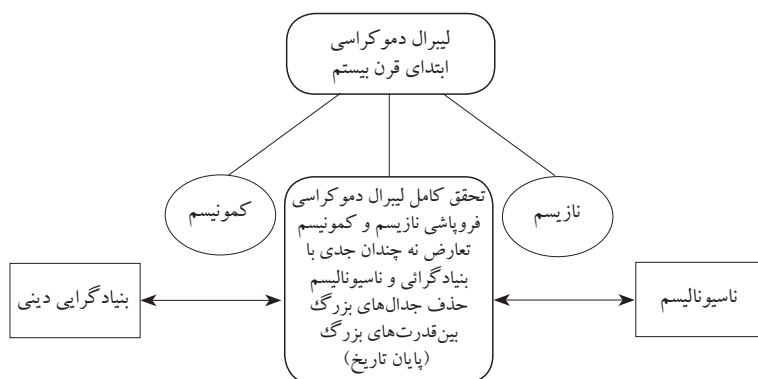 لیبرال دموکراسی
ابتدای قرن بیستم
نازیسم
کمونیسم
تحقق کامل لیبرال دموکراسی
فروپاشی نازیسم و کمونیسم
تعارض نه چندان جدی با
بنیادگرائی و ناسیونالیسم
حذف جدال‌های بزرگ
بین‌قدرت‌های بزرگ
(پایان تاریخ)
ناسیونالیسم
بنیادگرایی دینی